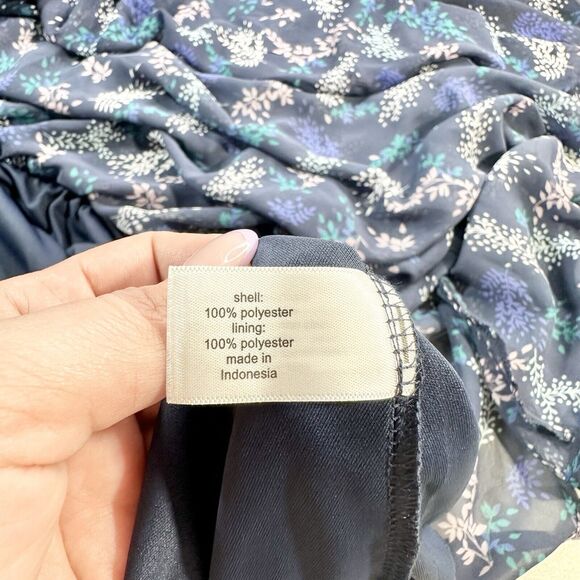 shell:
100% polyester
lining:
100% polyester
made in
Indonesia